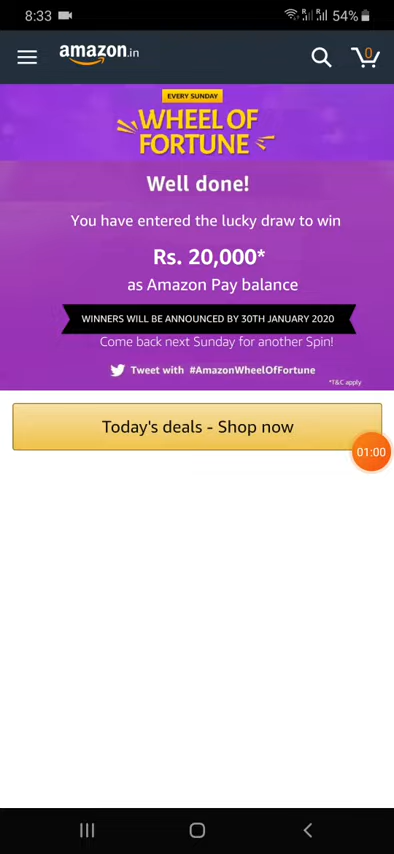 8:33
R R 54%
amazon.in
0
EVERY SUNDAY
WHEEL OF
FORTUNE
Well done!
You have entered the lucky draw to win
Rs. 20,000*
as Amazon Pay balance
WINNERS WILL BE ANNOUNCED BY 30TH JANUARY 2020
Come back next Sunday for another Spin!
Tweet with #AmazonWheelOfFortune
*T&C apply
Today's deals - Shop now
01:00